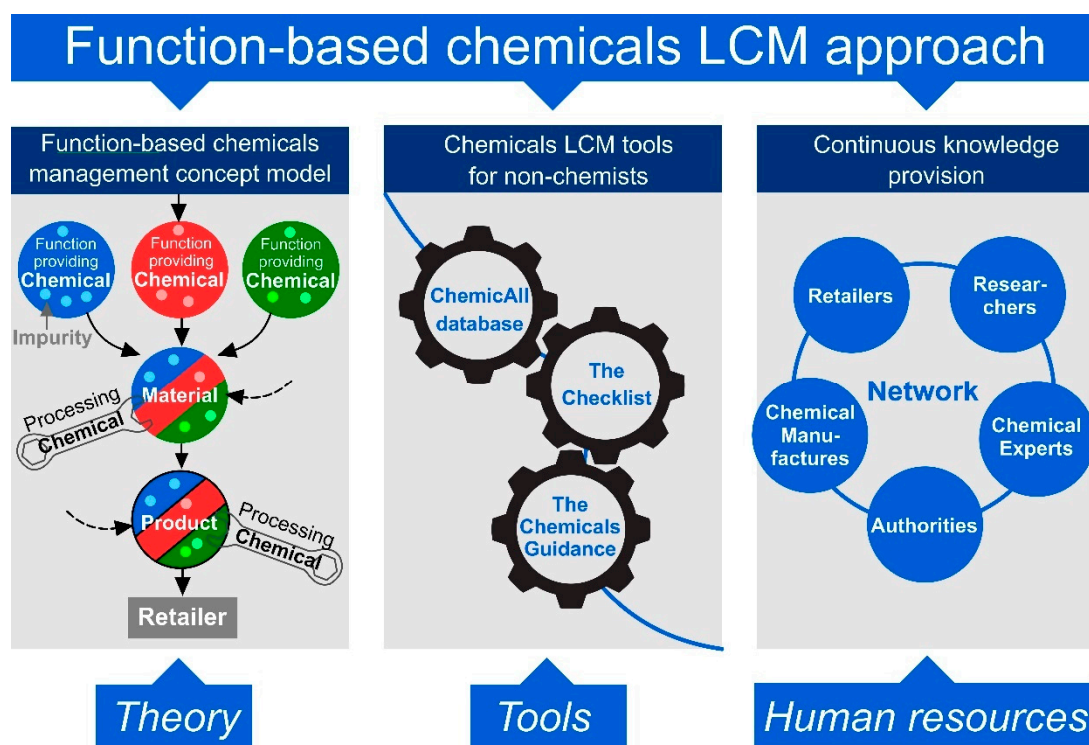 Function-based chemicals LCM approach
Function-based chemicals
management concept model
Function
providing
Chemical
Function
providing
Chemical
Function
providing
Chemical
Impurity
Material
Processing
Chemical
Product
Processing
Chemical
Retailer
Theory
Chemicals LCM tools
for non-chemists
ChemicAll
database
The
Checklist
The
Chemicals
Guidance
Tools
Continuous knowledge
provision
Retailers
Resear-
chers
Network
Chemical
Manu-
factures
Chemical
Experts
Authorities
Human resources